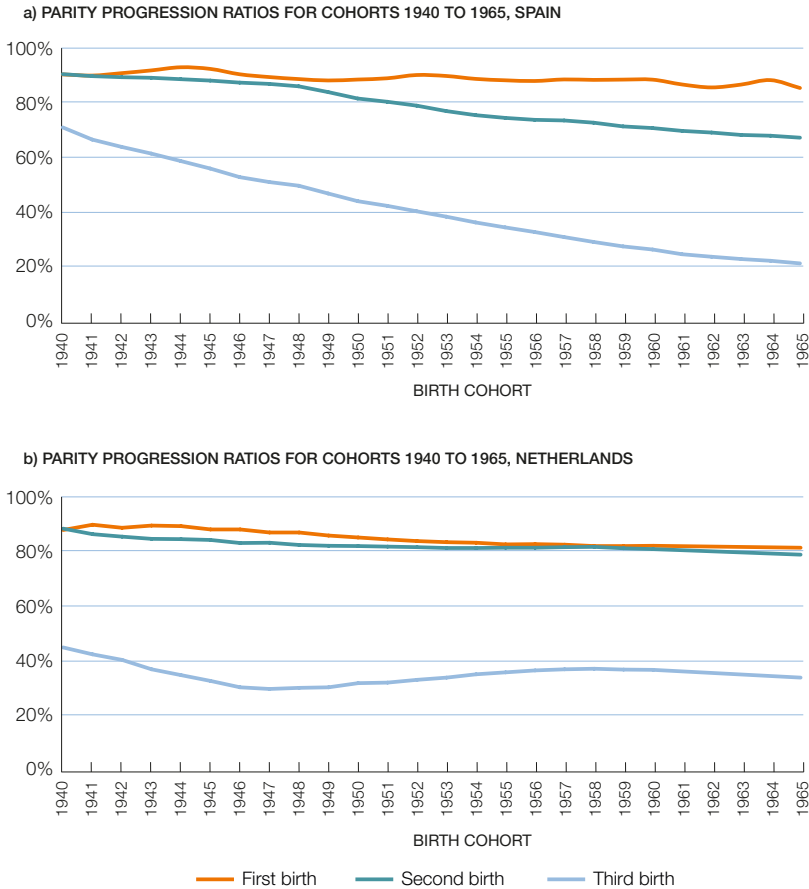 a) PARITY PROGRESSION RATIOS FOR COHORTS 1940 TO 1965, SPAIN
100%
80%
60%
40%
20%
0%
1940 1941 1942 1943 1944 1945 1946 1947 1948 1949 1950 1951 1952 1953 1954 1955 1956 1957 1958 1959 1960 1961 1962 1963 1964 1965
BIRTH COHORT
b) PARITY PROGRESSION RATIOS FOR COHORTS 1940 TO 1965, NETHERLANDS
100%
80%
60%
40%
20%
0%
1940 1941 1942 1943 1944 1945 1946 1947 1948 1949 1950 1951 1952 1953 1954 1955 1956 1957 1958 1959 1960 1961 1962 1963 1964 1965
BIRTH COHORT
First birth Second birth Third birth